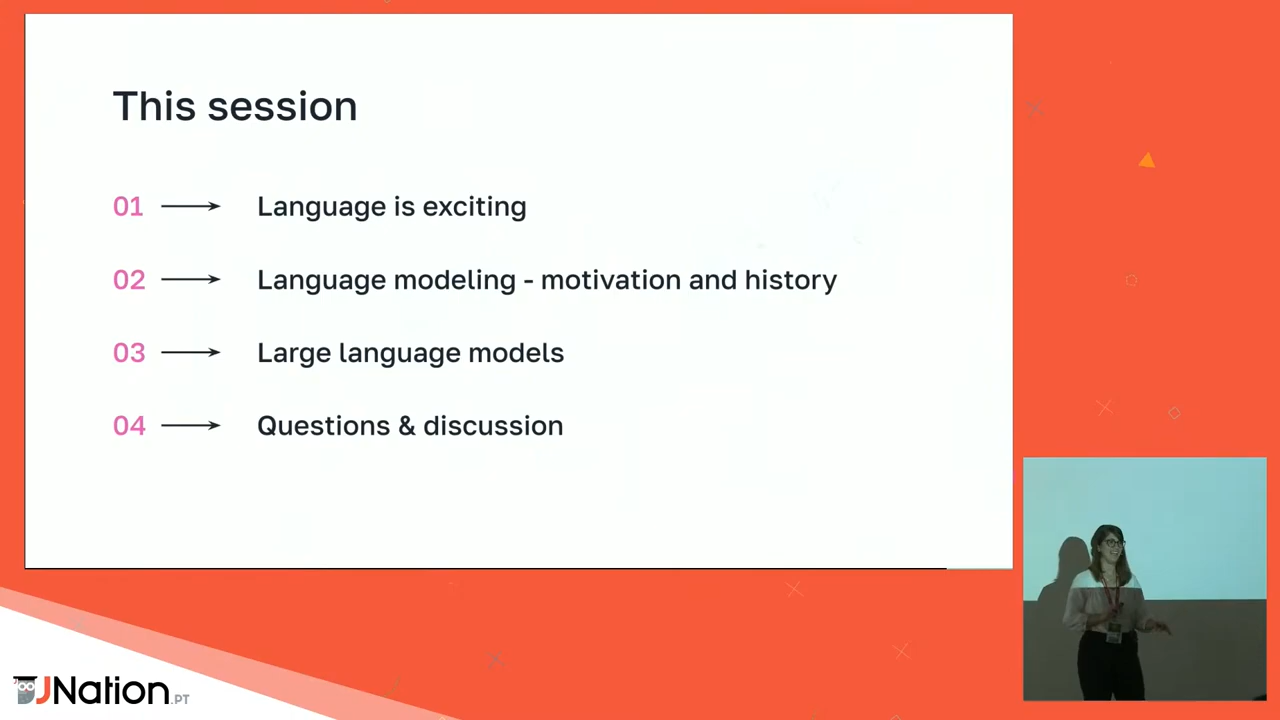 This session
01 Language is exciting
02 Language modeling - motivation and history
03 Large language models
04 Questions & discussion
JNation.PT